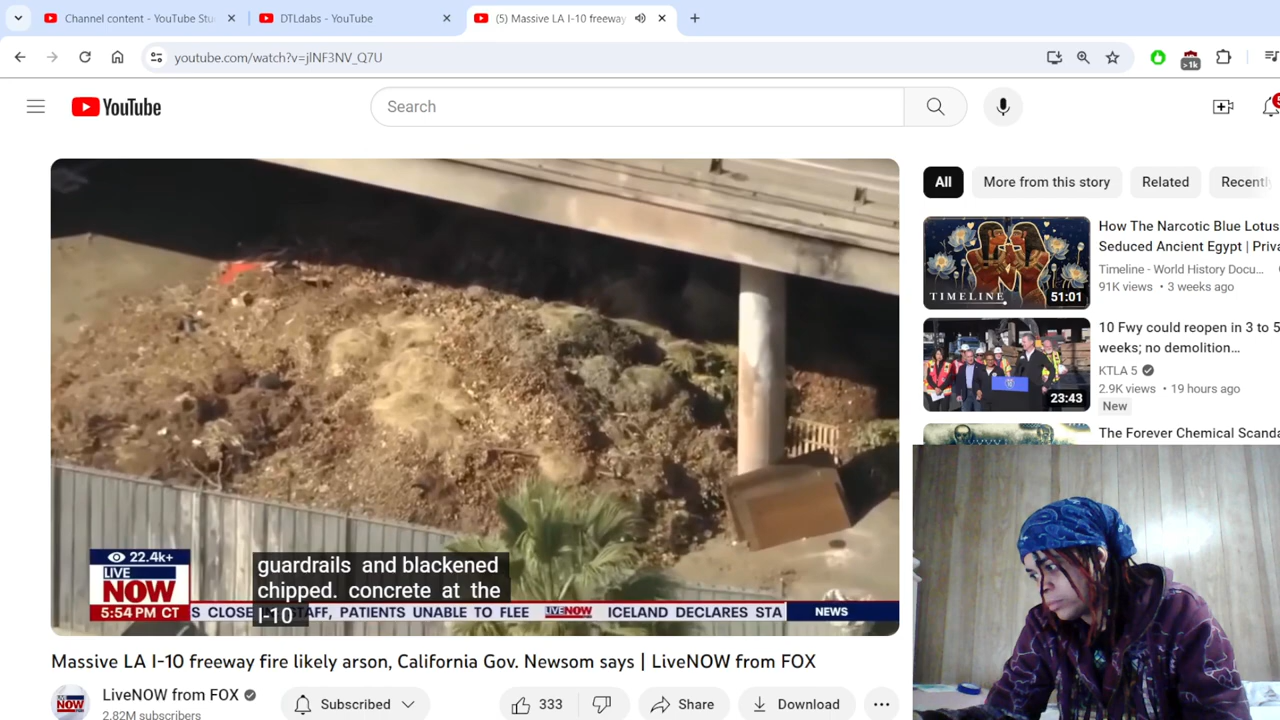 Channel content - YouTube Stu
DTLdabs - YouTube
(5) Massive LA I-10 freeway
youtube.com/watch?v=jlNF3NV_Q7U
>1k
YouTube
Search
All
More from this story
Related
Recently
How The Narcotic Blue Lotus
Seduced Ancient Egypt | Priva
Timeline - World History Docu...
91K views • 3 weeks ago
TIMELINE
51:01
10 Fwy could reopen in 3 to 5
weeks; no demolition...
KTLA 5
2.9K views • 19 hours ago
New
23:43
The Forever Chemical Scanda
22.4k+
LIVE
NOW
5:54 PM CT
guardrails and blackened
chipped. concrete at the
I-10
S CLOSE
STAFF, PATIENTS UNABLE TO FLEE
LIVENOW
ICELAND DECLARES STA
NEWS
Massive LA I-10 freeway fire likely arson, California Gov. Newsom says | LiveNOW from FOX
LiveNOW from FOX
2.82M subscribers
Subscribed
333
Share
Download